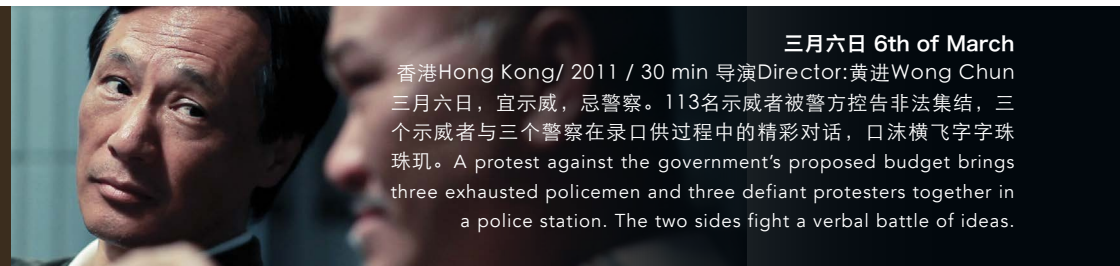 三月六日 6th of March
香港Hong Kong/ 2011 / 30 min 导演Director:黄进Wong Chun
三月六日，宜示威，忌警察。113名示威者被警方控告非法集结，三
个示威者与三个警察在录口供过程中的精彩对话，口沫横飞字字珠
珠玑。A protest against the government’s proposed budget brings
three exhausted policemen and three defiant protesters together in
a police station. The two sides fight a verbal battle of ideas.